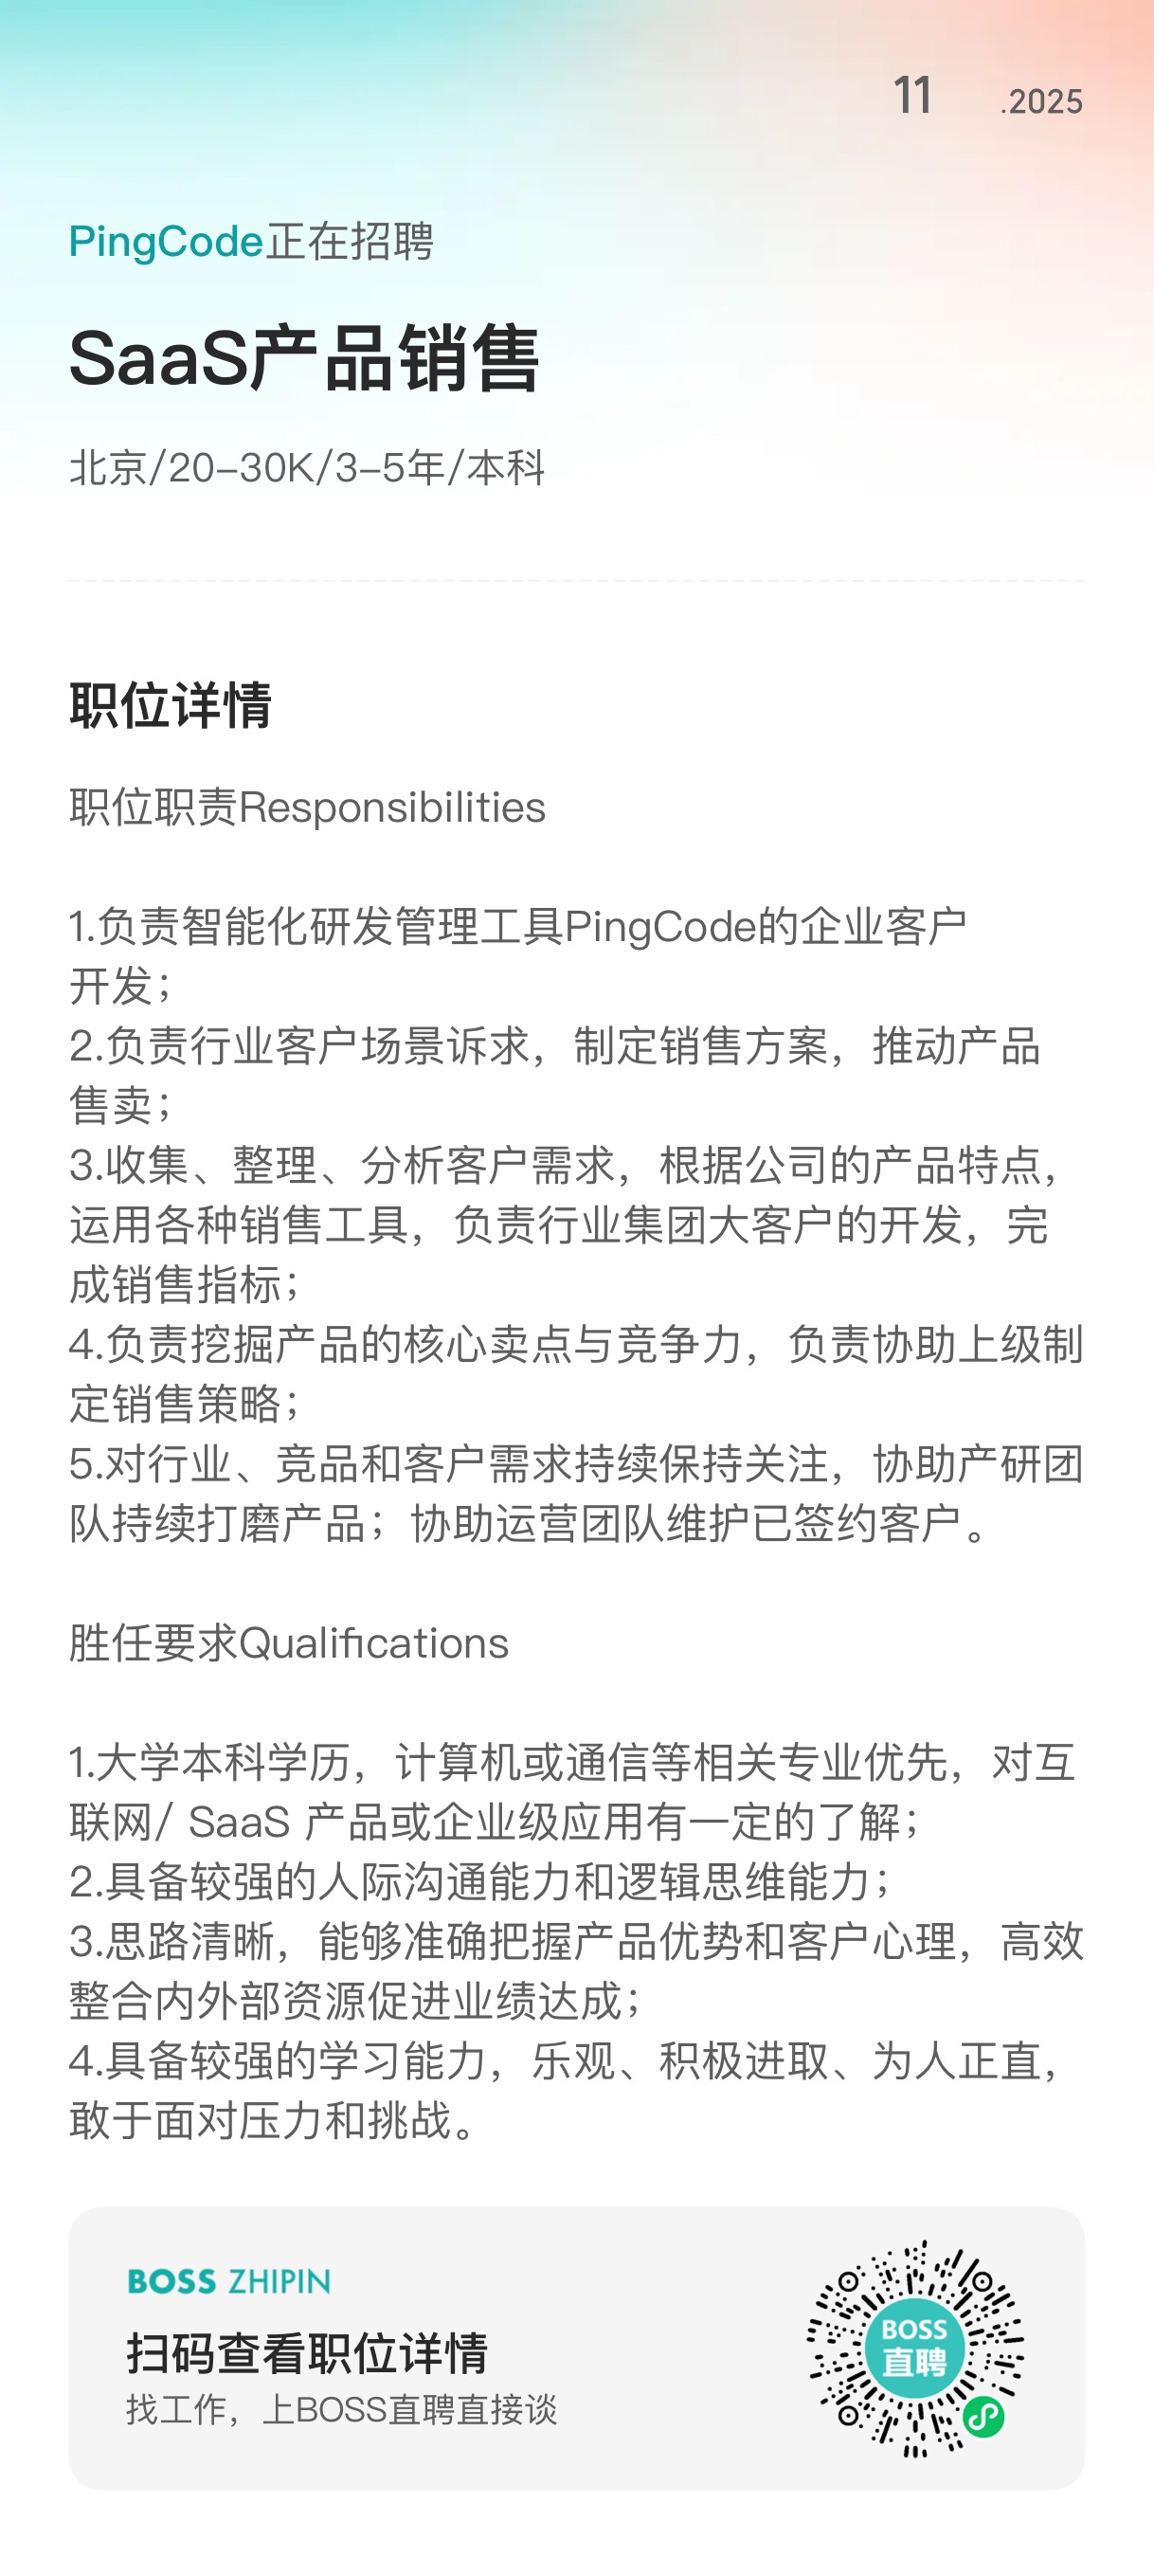 11 .2025
PingCode正在招聘
SaaS产品销售
北京/20-30K/3-5年/本科
职位详情
职位职责Responsibilities
1.负责智能化研发管理工具PingCode的企业客户
开发；
2.负责行业客户场景诉求，制定销售方案，推动产品
售卖；
3.收集、整理、分析客户需求，根据公司的产品特点，
运用各种销售工具，负责行业集团大客户的开发，完
成销售指标；
4.负责挖掘产品的核心卖点与竞争力，负责协助上级制
定销售策略；
5.对行业、竞品和客户需求持续保持关注，协助产研团
队持续打磨产品；协助运营团队维护已签约客户。
胜任要求Qualifications
1.大学本科学历，计算机或通信等相关专业优先，对互
联网/ SaaS 产品或企业级应用有一定的了解；
2.具备较强的人际沟通能力和逻辑思维能力；
3.思路清晰，能够准确把握产品优势和客户心理，高效
整合内外部资源促进业绩达成；
4.具备较强的学习能力，乐观、积极进取、为人正直，
敢于面对压力和挑战。
BOSS ZHIPIN
扫码查看职位详情
找工作，上BOSS直聘直接谈
BOSS
直聘